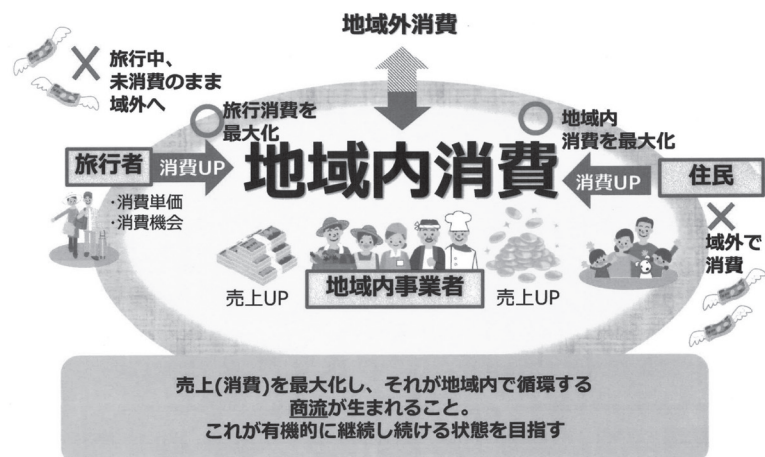 地域外消費
旅行中、
未消費のまま
域外へ
旅行消費を
最大化
地域内
消費を最大化
旅行者
消費UP
地域内消費
消費UP
住民
・消費単価
・消費機会
域外で
消費
売上UP
地域内事業者
売上UP
売上(消費)を最大化し、それが地域内で循環する
商流が生まれること。
これが有機的に継続し続ける状態を目指す